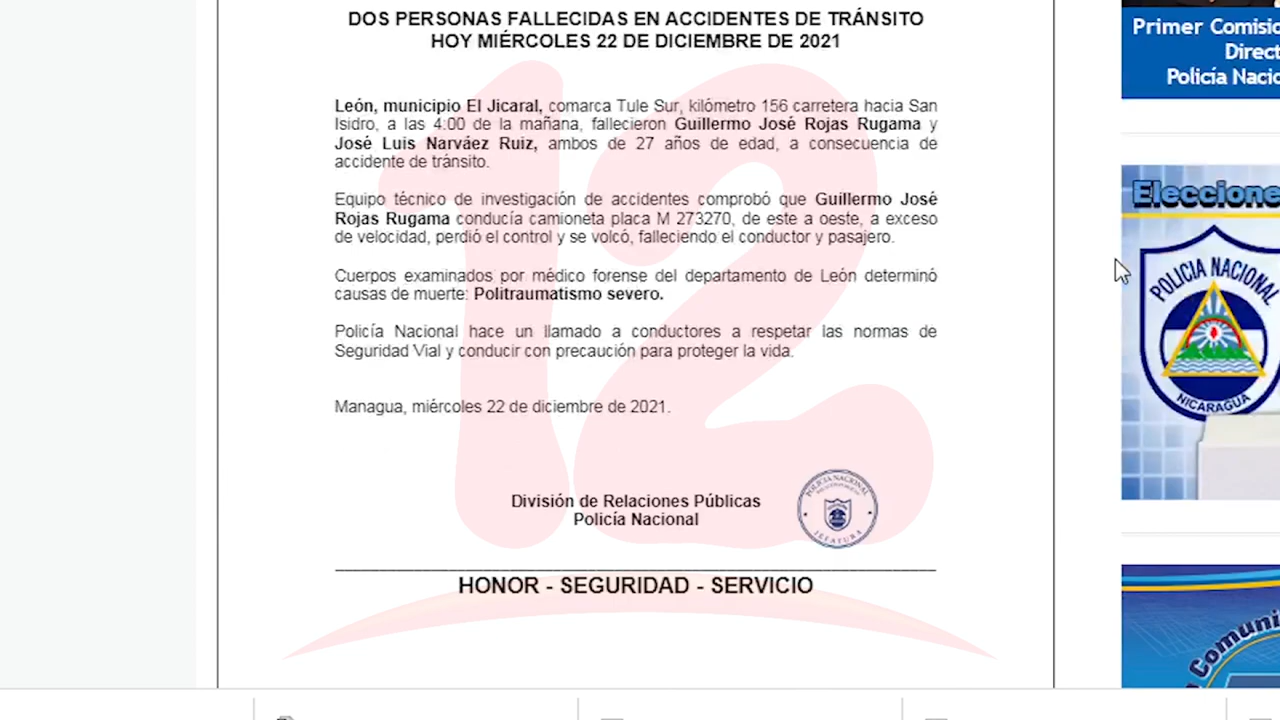 DOS PERSONAS FALLECIDAS EN ACCIDENTES DE TRÁNSITO
HOY MIÉRCOLES 22 DE DICIEMBRE DE 2021
León, municipio El Jicaral, comarca Tule Sur, kilómetro 156 carretera hacia San
Isidro, a las 4:00 de la mañana, fallecieron Guillermo José Rojas Rugama y
José Luis Narváez Ruiz, ambos de 27 años de edad, a consecuencia de
accidente de tránsito.
Equipo técnico de investigación de accidentes comprobó que Guillermo José
Rojas Rugama conducía camioneta placa M 273270, de este a oeste, a exceso
de velocidad, perdió el control y se volcó, falleciendo el conductor y pasajero.
Cuerpos examinados por médico forense del departamento de León determinó
causas de muerte: Politraumatismo severo.
Policía Nacional hace un llamado a conductores a respetar las normas de
Seguridad Vial y conducir con precaución para proteger la vida.
Managua, miércoles 22 de diciembre de 2021.
División de Relaciones Públicas
Policía Nacional
POLICIA NACIONAL
JEFATURA
HONOR - SEGURIDAD - SERVICIO
12
Primer Comisio
Direct
Policía Nacio
Eleccione
POLICIA NACIONAL
NICARAGUA
Comuni